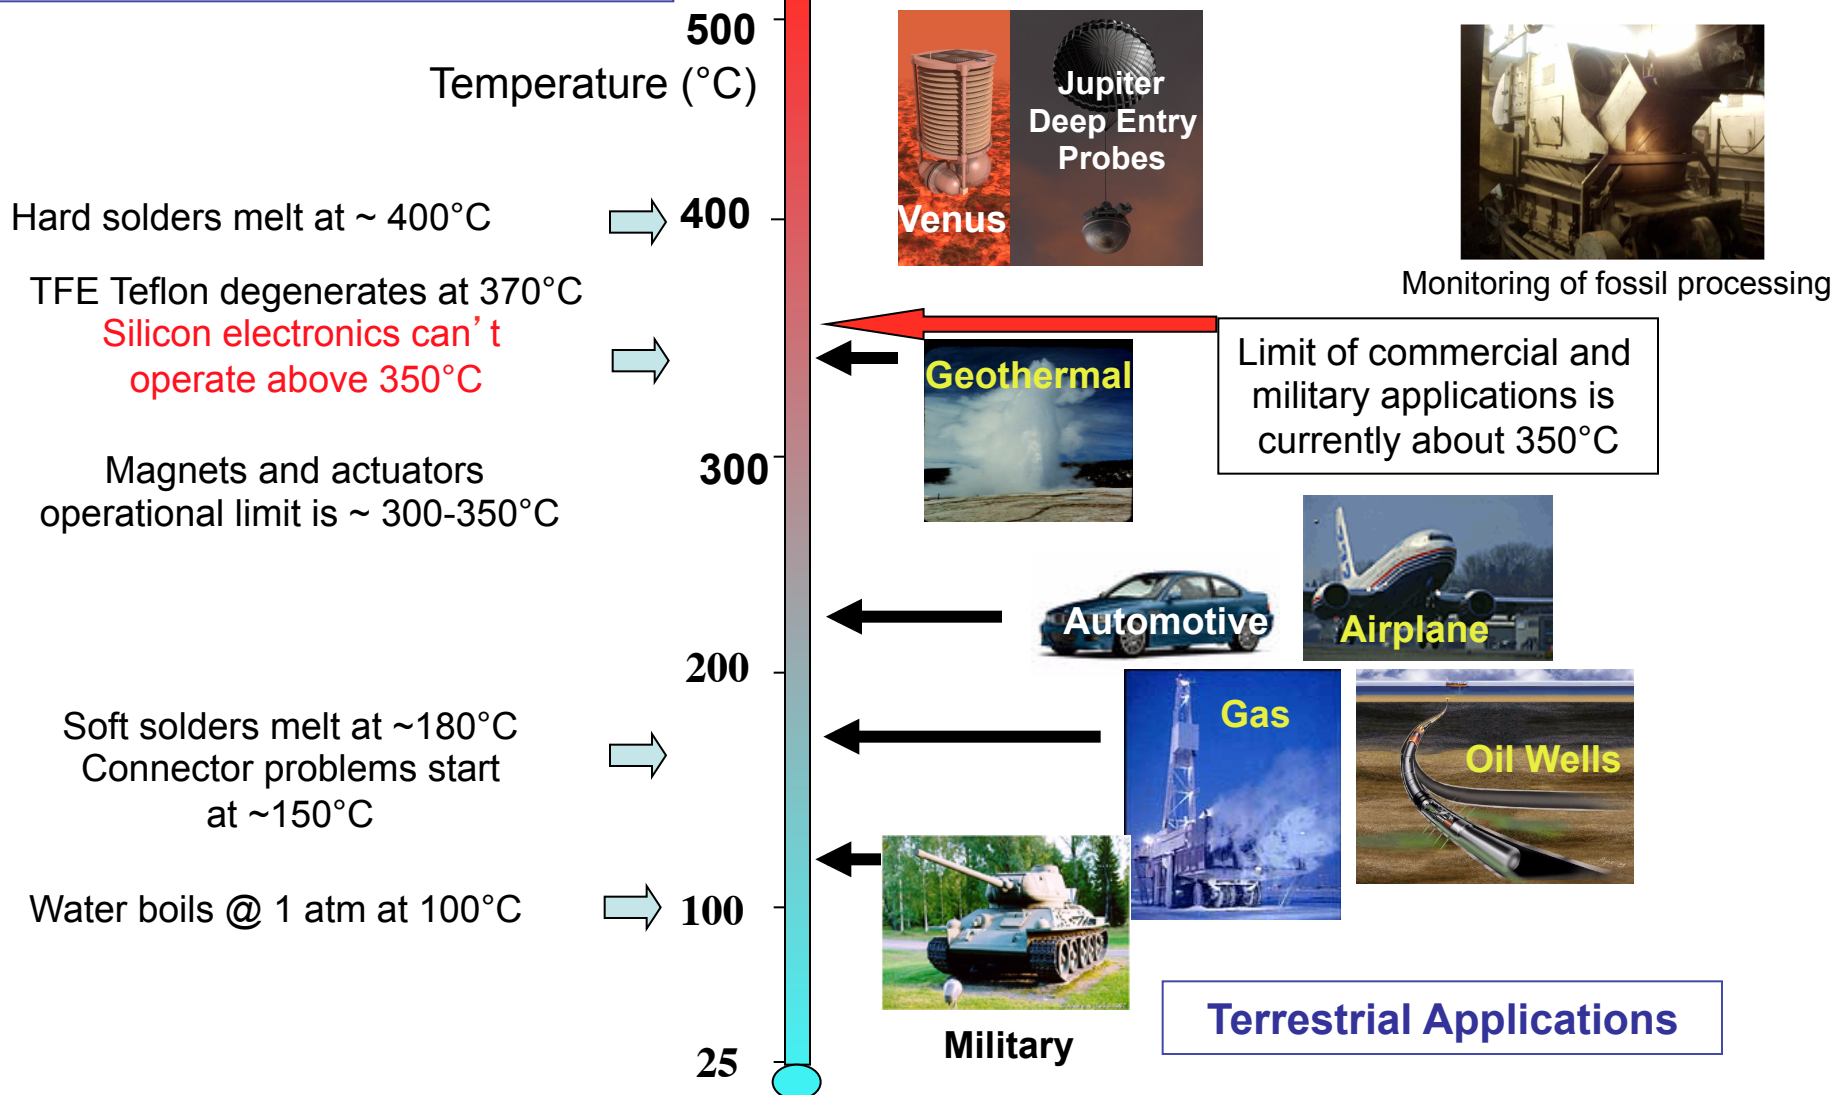 500
Temperature (°C)
Jupiter
Deep Entry
Probes
Venus
Hard solders melt at ~ 400°C
400
Monitoring of fossil processing
TFE Teflon degenerates at 370°C
Silicon electronics can’t
operate above 350°C
Limit of commercial and
military applications is
currently about 350°C
Geothermal
Magnets and actuators
operational limit is ~ 300-350°C
300
Automotive
Airplane
200
Soft solders melt at ~180°C
Connector problems start
at ~150°C
Gas
Oil Wells
Water boils @ 1 atm at 100°C
100
Military
Terrestrial Applications
25